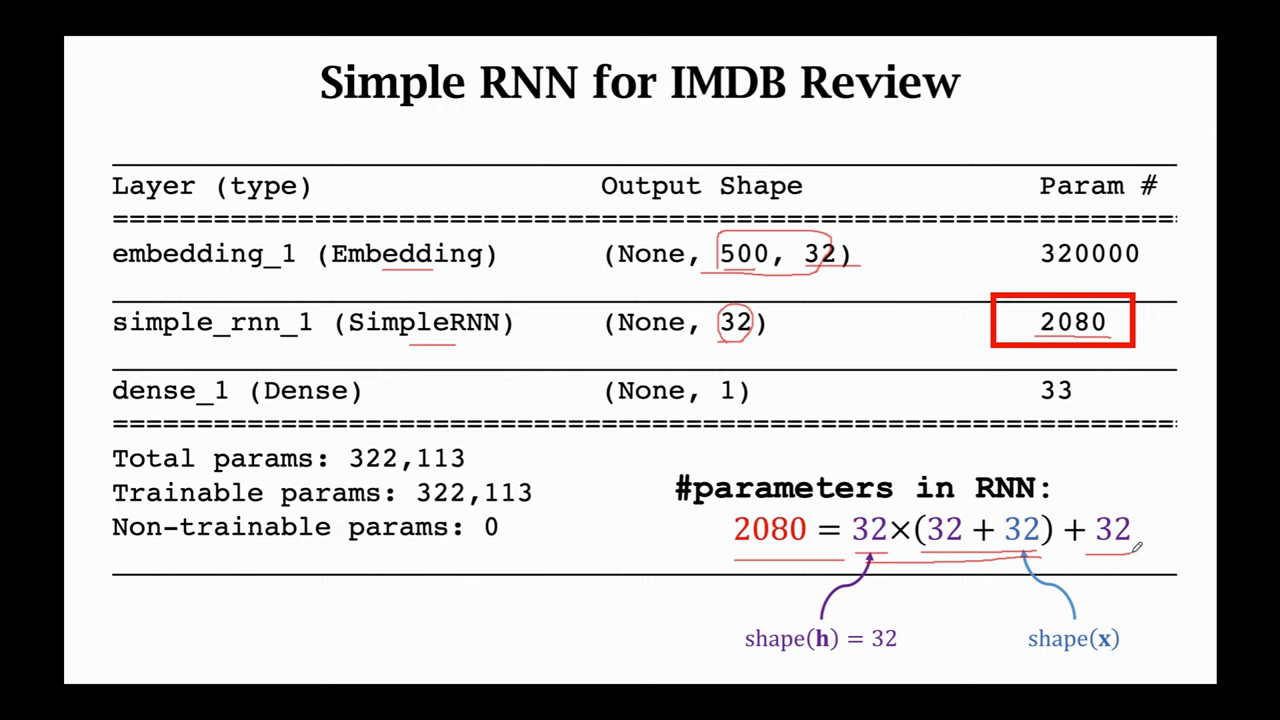 Simple RNN for IMDB Review
Layer (type) Output Shape Param #
================================================================
embedding_1 (Embedding) (None, 500, 32) 320000
simple_rnn_1 (SimpleRNN) (None, 32) 2080
dense_1 (Dense) (None, 1) 33
================================================================
Total params: 322,113
Trainable params: 322,113
Non-trainable params: 0
#parameters in RNN:
2080 = 32×(32 + 32) + 32
shape(h) = 32 shape(x)